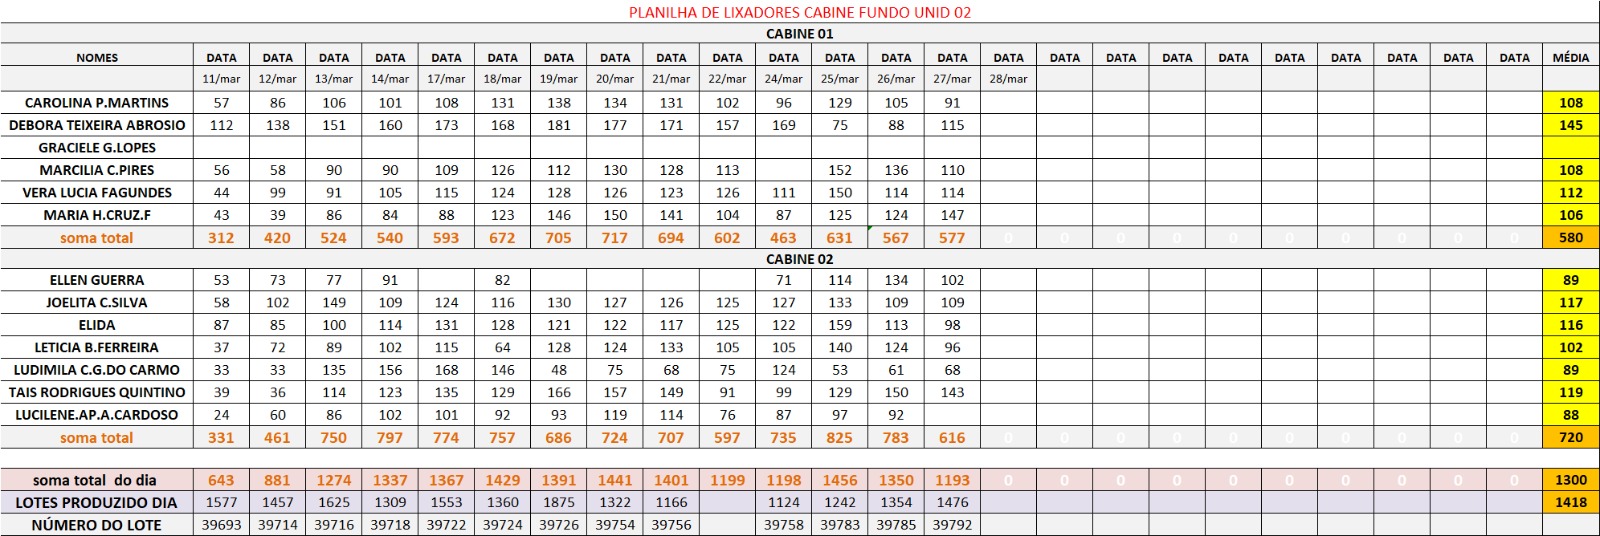 PLANILHA DE LIXADORES CABINE FUNDO UNID 02
CABINE 01
NOMES DATA DATA DATA DATA DATA DATA DATA DATA DATA DATA DATA DATA DATA DATA DATA DATA DATA DATA DATA DATA DATA DATA DATA DATA MÉDIA
11/mar 12/mar 13/mar 14/mar 17/mar 18/mar 19/mar 20/mar 21/mar 22/mar 24/mar 25/mar 26/mar 27/mar 28/mar
CAROLINA P.MARTINS 57 86 106 101 108 131 138 134 131 102 96 129 105 91 108
DEBORA TEIXEIRA ABROSIO 112 138 151 160 173 168 181 177 171 157 169 75 88 115 145
GRACIELE G.LOPES
MARCILIA C.PIRES 56 58 90 90 109 126 112 130 128 113 152 136 110 108
VERA LUCIA FAGUNDES 44 99 91 105 115 124 128 126 123 126 111 150 114 114 112
MARIA H.CRUZ.F 43 39 86 84 88 123 146 150 141 104 87 125 124 147 106
soma total 312 420 524 540 593 672 705 717 694 602 463 631 567 577 0 0 0 0 0 0 0 0 0 0 580
CABINE 02
ELLEN GUERRA 53 73 77 91 82 71 114 134 102 89
JOELITA C.SILVA 58 102 149 109 124 116 130 127 126 125 127 133 109 109 117
ELIDA 87 85 100 114 131 128 121 122 117 125 122 159 113 98 116
LETICIA B.FERREIRA 37 72 89 102 115 64 128 124 133 105 105 140 124 96 102
LUDIMILA C.G.DO CARMO 33 33 135 156 168 146 48 75 68 75 124 53 61 68 89
TAIS RODRIGUES QUINTINO 39 36 114 123 135 129 166 157 149 91 99 129 150 143 119
LUCILENE.AP.A.CARDOSO 24 60 86 102 101 92 93 119 114 76 87 97 92 88
soma total 331 461 750 797 774 757 686 724 707 597 735 825 783 616 0 0 0 0 0 0 0 0 0 0 720
soma total do dia 643 881 1274 1337 1367 1429 1391 1441 1401 1199 1198 1456 1350 1193 0 0 0 0 0 0 0 0 0 0 1300
LOTES PRODUZIDO DIA 1577 1457 1625 1309 1553 1360 1875 1322 1166 1124 1242 1354 1476 1418
NÚMERO DO LOTE 39693 39714 39716 39718 39722 39724 39726 39754 39756 39758 39783 39785 39792